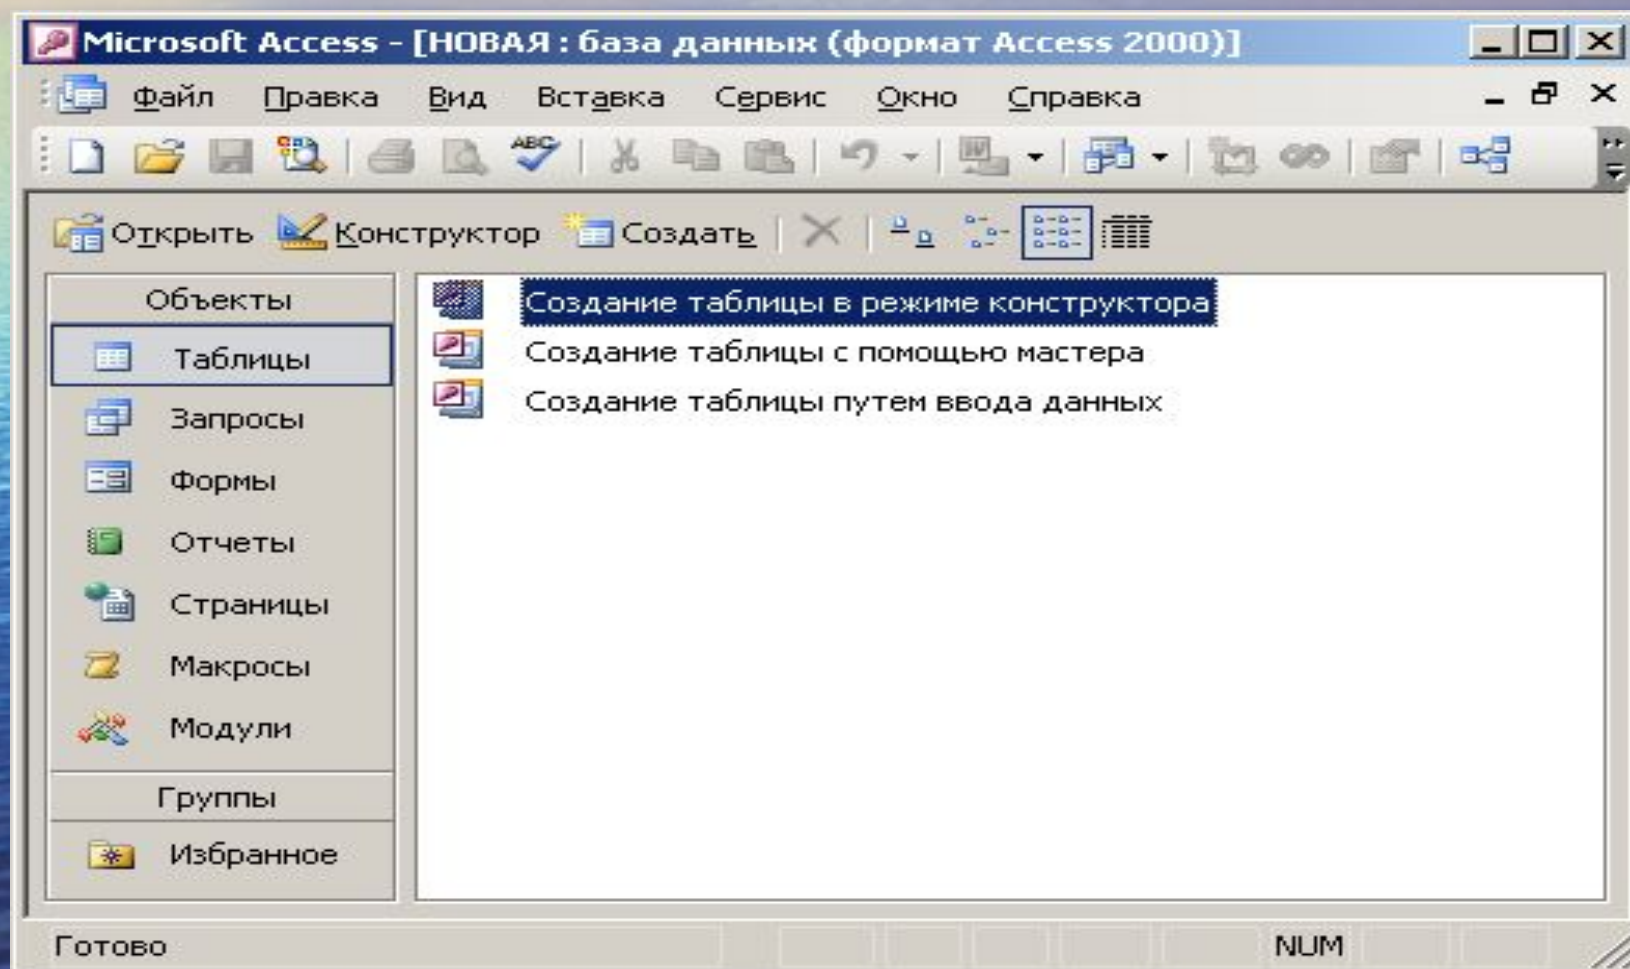 Microsoft Access - [НОВАЯ : база данных (формат Access 2000)]
Файл Правка Вид Вставка Сервис Окно Справка
ABC
Открыть Конструктор Создать
Объекты
Таблицы
Запросы
Формы
Отчеты
Страницы
Макросы
Модули
Группы
Избранное
Создание таблицы в режиме конструктора
Создание таблицы с помощью мастера
Создание таблицы путем ввода данных
Готово
NUM